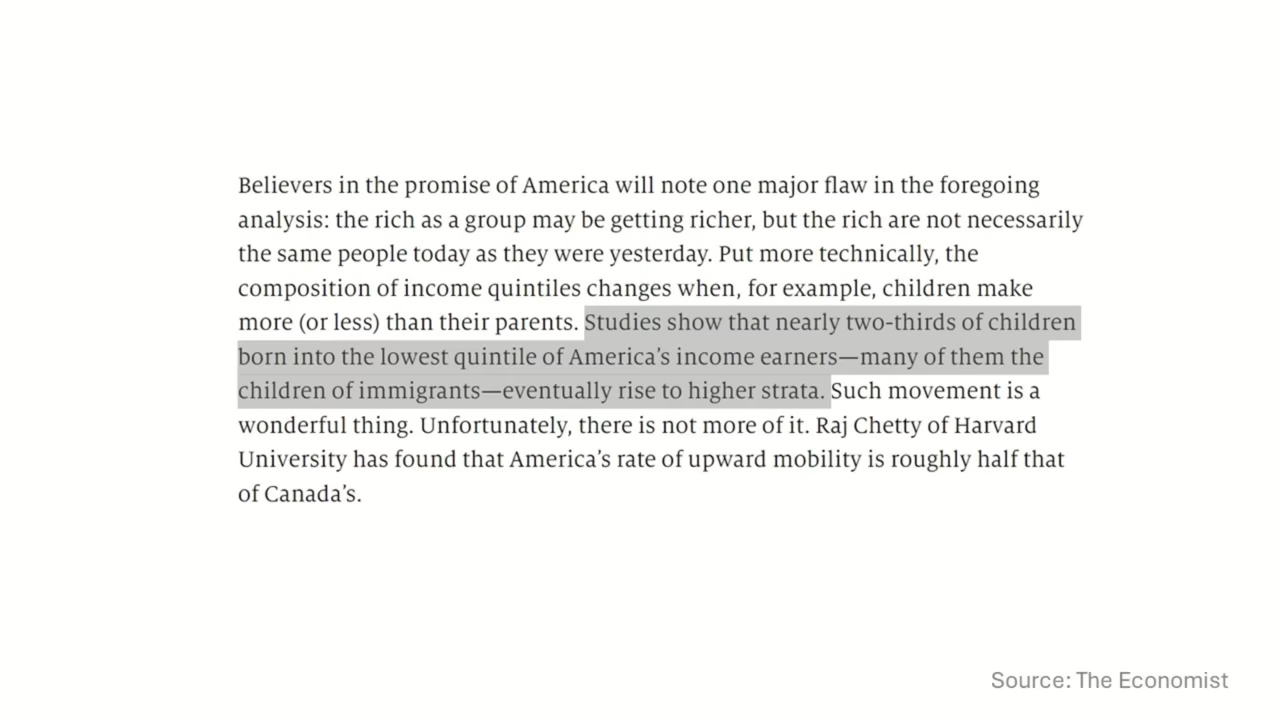 Believers in the promise of America will note one major flaw in the foregoing
analysis: the rich as a group may be getting richer, but the rich are not necessarily
the same people today as they were yesterday. Put more technically, the
composition of income quintiles changes when, for example, children make
more (or less) than their parents. Studies show that nearly two-thirds of children
born into the lowest quintile of America’s income earners—many of them the
children of immigrants—eventually rise to higher strata. Such movement is a
wonderful thing. Unfortunately, there is not more of it. Raj Chetty of Harvard
University has found that America’s rate of upward mobility is roughly half that
of Canada’s.
Source: The Economist